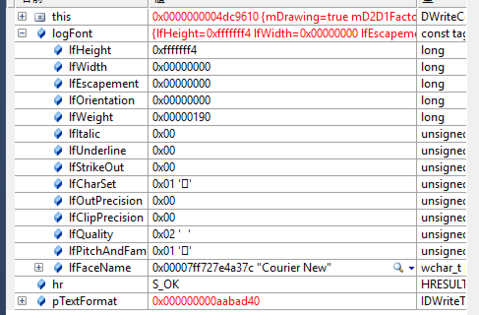 this 0x0000000004dc9610 {mDrawing=true mD2D1Facto DWriteC
logFont {lfHeight=0xfffffff4 lfWidth=0x00000000 lfEscapem const tag
lfHeight 0xfffffff4 long
lfWidth 0x00000000 long
lfEscapement 0x00000000 long
lfOrientation 0x00000000 long
lfWeight 0x00000190 long
lfItalic 0x00 unsigned
lfUnderline 0x00 unsigned
lfStrikeOut 0x00 unsigned
lfCharSet 0x01 '□' unsigned
lfOutPrecision 0x00 unsigned
lfClipPrecision 0x00 unsigned
lfQuality 0x02 ' ' unsigned
lfPitchAndFam 0x01 '□' unsigned
lfFaceName 0x00007ff727e4a37c "Courier New" wchar_t
hr S_OK HRESULT
pTextFormat 0x000000000aabad40 IDWriteT